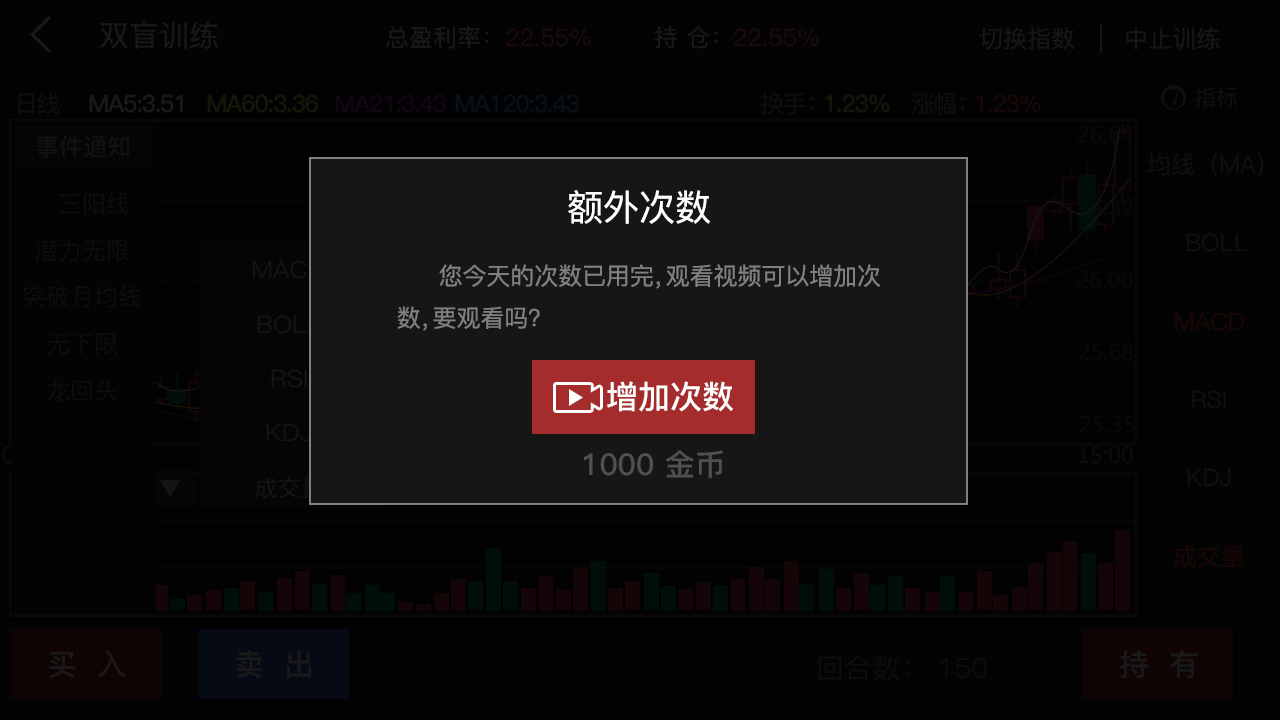 双盲训练
总盈利率: 22.55%
持 仓: 22.55%
切换指数
中止训练
日线 MA5:3.51 MA60:3.36 MA21:3.43 MA120:3.43
换手: 1.23% 涨幅: 1.23%
指标
事件通知
三阳线
潜力无限
突破月均线
无下限
龙回头
MAC
BOL
RSI
KDJ
成交量
额外次数
您今天的次数已用完,观看视频可以增加次
数,要观看吗?
增加次数
1000 金币
26.00
25.68
25.35
15:00
均线（MA）
BOLL
MACD
RSI
KDJ
成交量
买 入
卖 出
回合数: 150
持 有